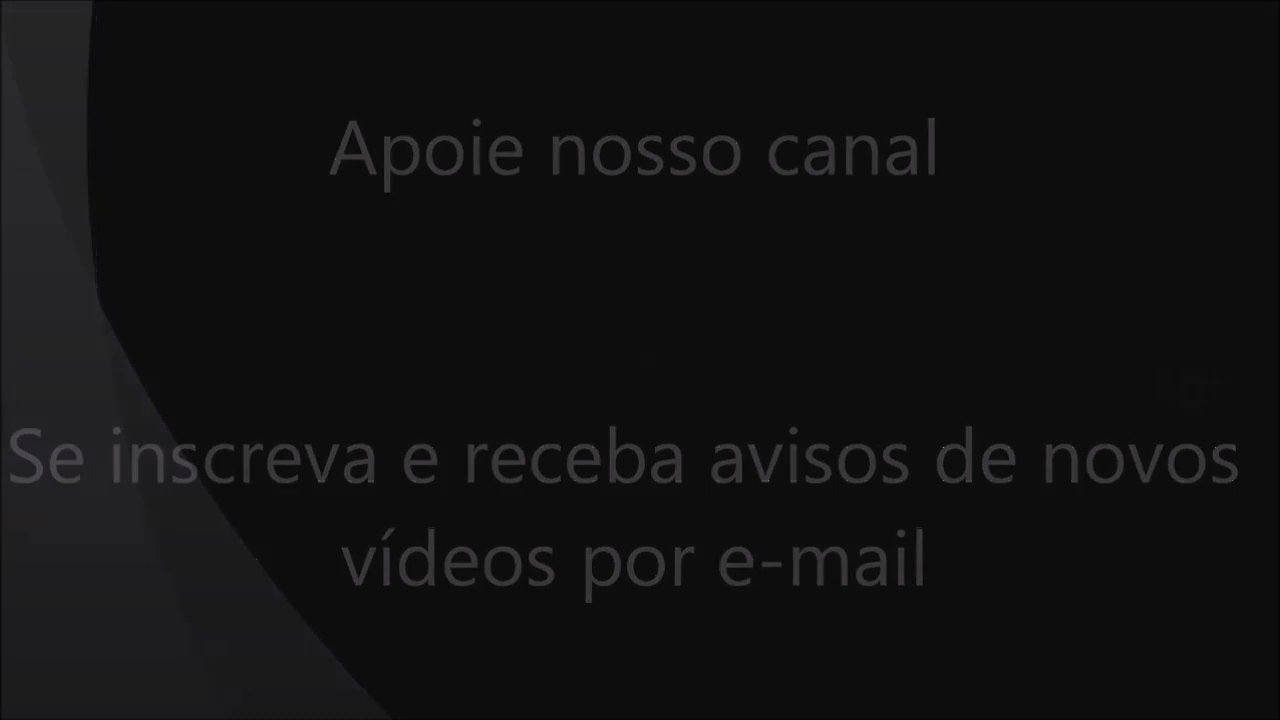 Apoie nosso canal
Se inscreva e receba avisos de novos
vídeos por e-mail